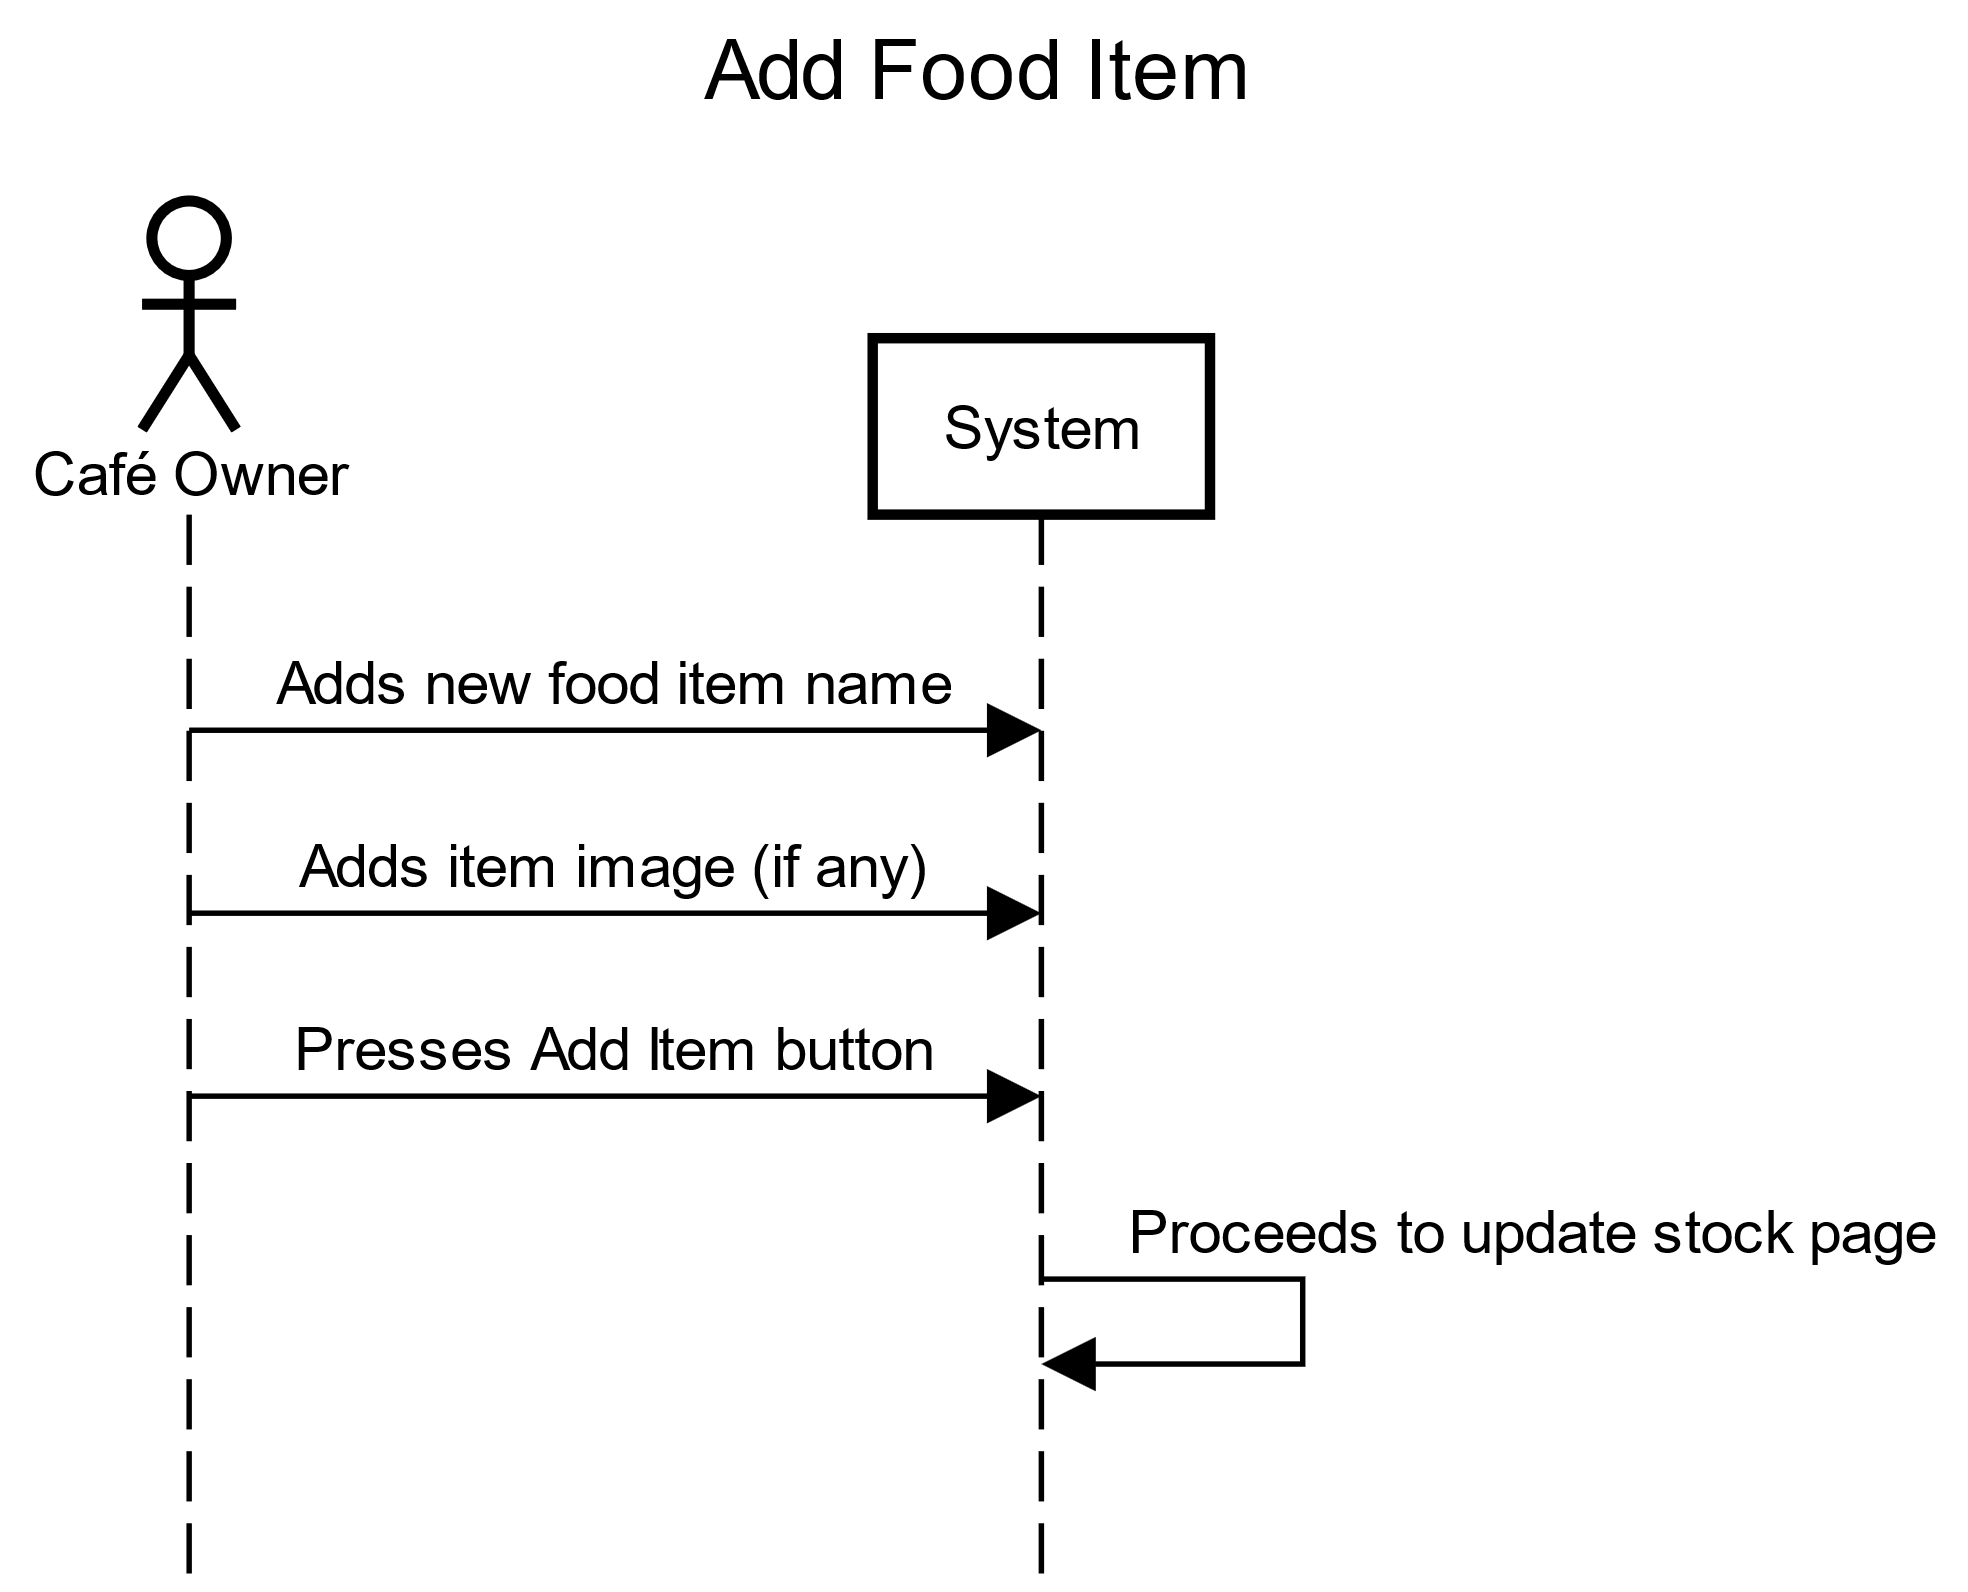 Add Food Item
Café Owner
System
Adds new food item name
Adds item image (if any)
Presses Add Item button
Proceeds to update stock page